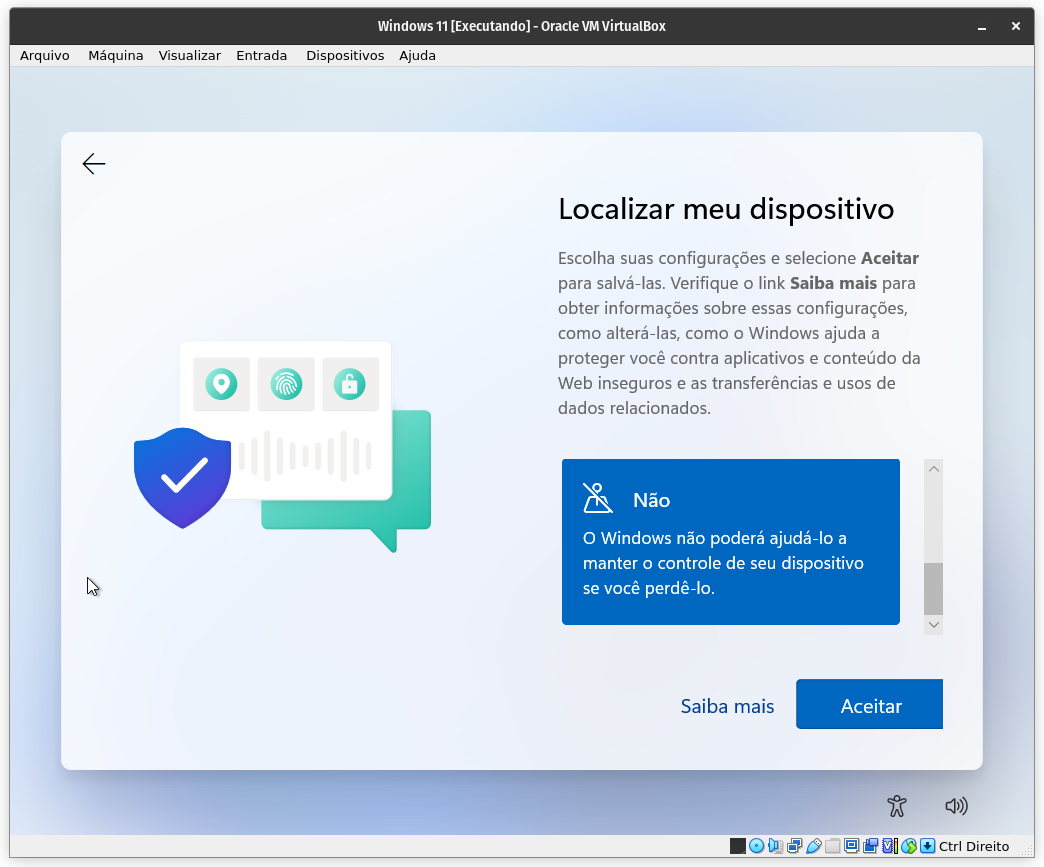 Windows 11 [Executando] - Oracle VM VirtualBox
Arquivo Máquina Visualizar Entrada Dispositivos Ajuda
Localizar meu dispositivo
Escolha suas configurações e selecione Aceitar
para salvá-las. Verifique o link Saiba mais para
obter informações sobre essas configurações,
como alterá-las, como o Windows ajuda a
proteger você contra aplicativos e conteúdo da
Web inseguros e as transferências e usos de
dados relacionados.
Não
O Windows não poderá ajudá-lo a
manter o controle de seu dispositivo
se você perdê-lo.
Saiba mais Aceitar
Ctrl Direito